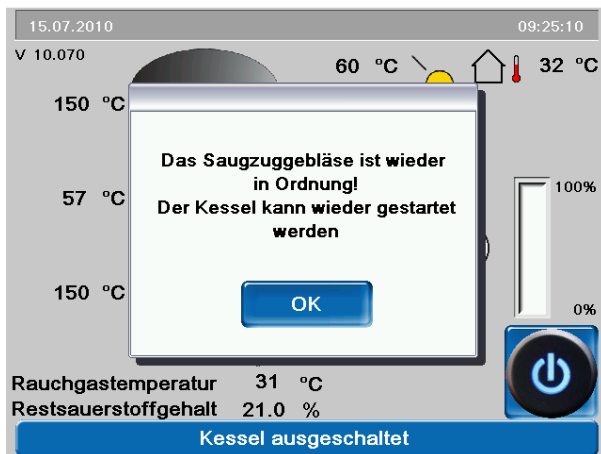 15.07.2010 09:25:10
V 10.070
60 °C 32 °C
150 °C
Das Saugzuggebläse ist wieder
in Ordnung!
Der Kessel kann wieder gestartet
werden
57 °C
100%
150 °C
OK
0%
Rauchgastemperatur 31 °C
Restsauerstoffgehalt 21.0 %
Kessel ausgeschaltet